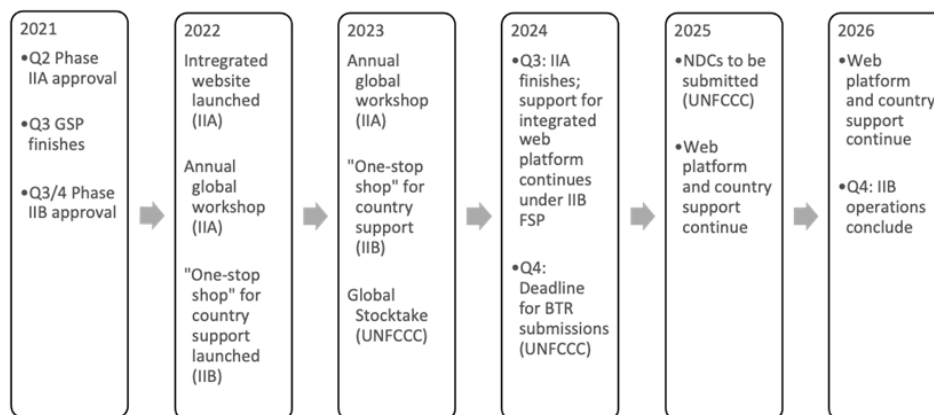 2021
•Q2 Phase
IIA approval
•Q3 GSP
finishes
•Q3/4 Phase
IIB approval
2022
Intregrated
website
launched
(IIA)
Annual
global
workshop
(IIA)
"One-stop
shop" for
country
support
launched
(IIB)
2023
Annual
global
workshop
(IIA)
"One-stop
shop" for
country
support
(IIB)
Global
Stocktake
(UNFCCC)
2024
•Q3: IIA
finishes;
support for
integrated
web
platform
continues
under IIB
FSP
•Q4:
Deadline
for BTR
submissions
(UNFCCC)
2025
•NDCs to be
submitted
(UNFCCC)
•Web
platform
and country
support
continue
2026
•Web
platform
and country
support
continue
•Q4: IIB
operations
conclude